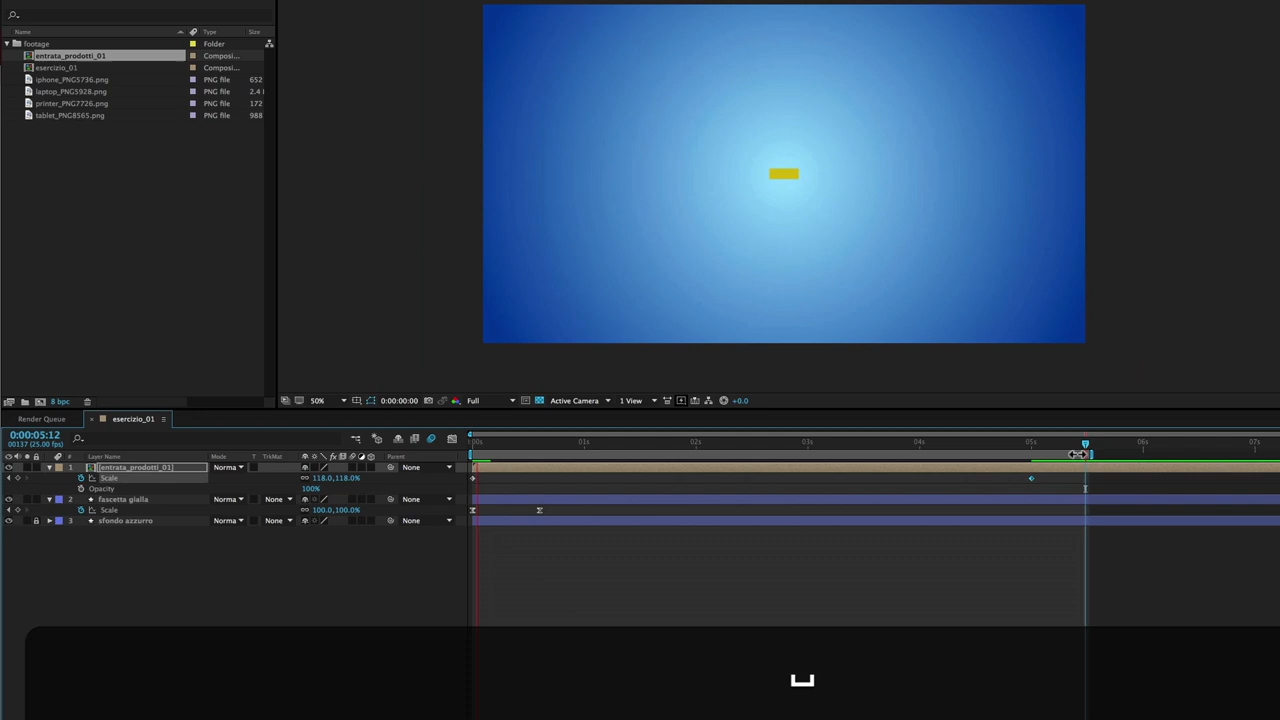 Name Type Size
footage Folder
entrata_prodotti_01 Composi...
esercizio_01 Composi...
iphone_PNG5736.png PNG file 652
laptop_PNG5928.png PNG file 2.4
printer_PNG7726.png PNG file 172
tablet_PNG8565.png PNG file 988
8 bpc
50% 0:00:00:00 Full Active Camera 1 View +0.0
Render Queue esercizio_01
0:00:05:12
00137 (25.00 fps)
:00s 01s 02s 03s 04s 05s 06s 07s
# Layer Name Mode T TrkMat Parent
1 [entrata_prodotti_01] Norma None
Scale 118.0,118.0%
Opacity 100%
2 fascetta gialla Norma None None
Scale 100.0,100.0%
3 sfondo azzurro Norma None None